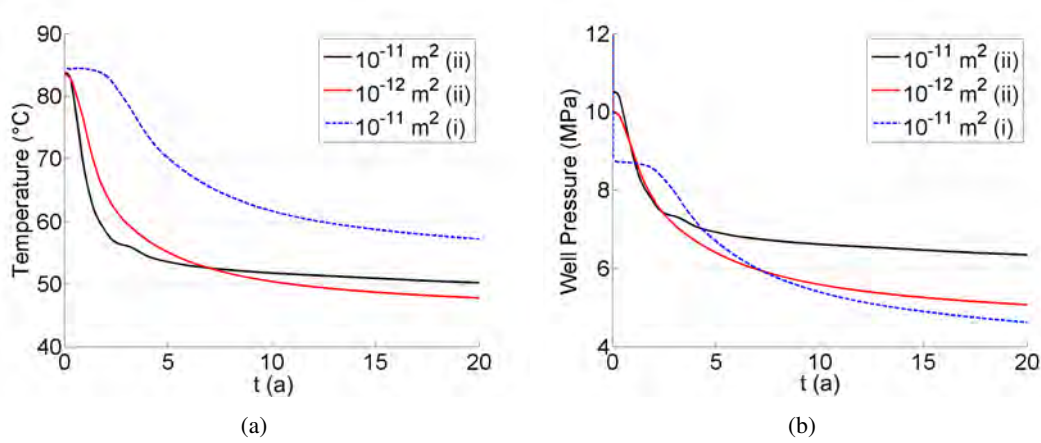 90
80
70
60
50
40
0 5 10 15 20
Temperature (°C)
t (a)
10⁻¹¹ m² (ii)
10⁻¹² m² (ii)
10⁻¹¹ m² (i)
(a)
12
10
8
6
4
0 5 10 15 20
Well Pressure (MPa)
t (a)
10⁻¹¹ m² (ii)
10⁻¹² m² (ii)
10⁻¹¹ m² (i)
(b)